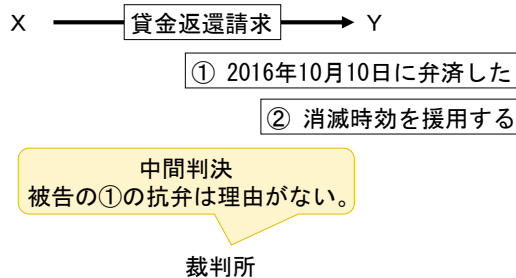 X 貸金返還請求 Y
① 2016年10月10日に弁済した
② 消滅時効を援用する
中間判決
被告の①の抗弁は理由がない。
裁判所